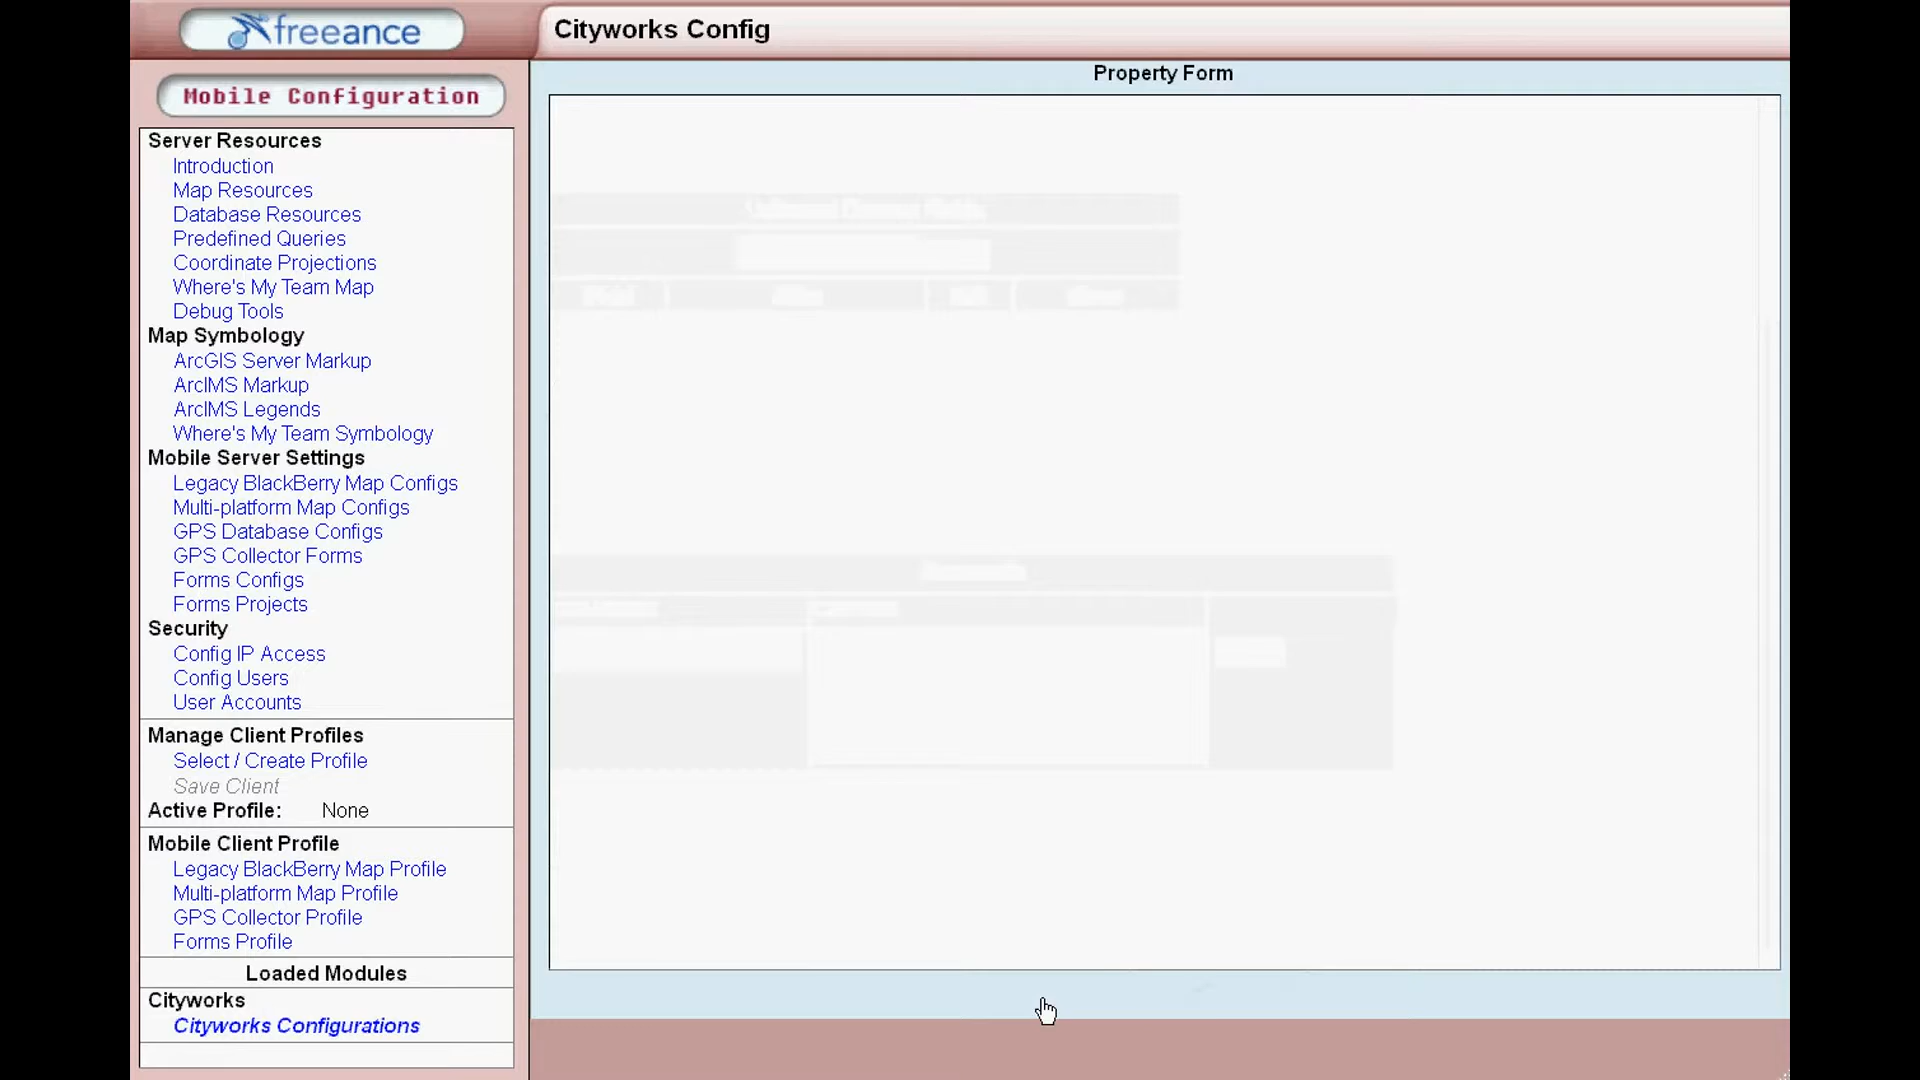 freeance
Cityworks Config
Mobile Configuration
Property Form
Server Resources
Introduction
Map Resources
Database Resources
Predefined Queries
Coordinate Projections
Where's My Team Map
Debug Tools
Map Symbology
ArcGIS Server Markup
ArcIMS Markup
ArcIMS Legends
Where's My Team Symbology
Mobile Server Settings
Legacy BlackBerry Map Configs
Multi-platform Map Configs
GPS Database Configs
GPS Collector Forms
Forms Configs
Forms Projects
Security
Config IP Access
Config Users
User Accounts
Manage Client Profiles
Select / Create Profile
Save Client
Active Profile: None
Mobile Client Profile
Legacy BlackBerry Map Profile
Multi-platform Map Profile
GPS Collector Profile
Forms Profile
Loaded Modules
Cityworks
Cityworks Configurations